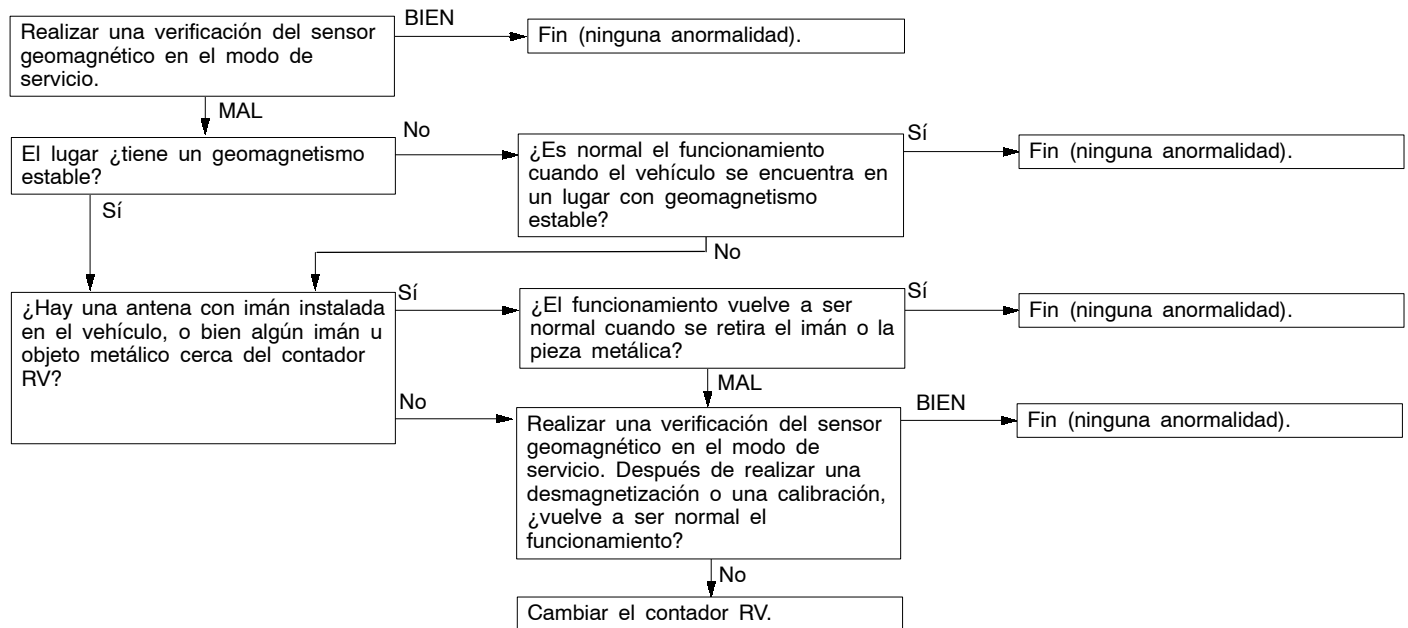 Realizar una verificación del sensor
geomagnético en el modo de
servicio.
BIEN
Fin (ninguna anormalidad).
MAL
El lugar ¿tiene un geomagnetismo
estable?
No
¿Es normal el funcionamiento
cuando el vehículo se encuentra en
un lugar con geomagnetismo
estable?
Sí
Fin (ninguna anormalidad).
Sí
No
¿Hay una antena con imán instalada
en el vehículo, o bien algún imán u
objeto metálico cerca del contador
RV?
Sí
¿El funcionamiento vuelve a ser
normal cuando se retira el imán o la
pieza metálica?
Sí
Fin (ninguna anormalidad).
MAL
No
Realizar una verificación del sensor
geomagnético en el modo de
servicio. Después de realizar una
desmagnetización o una calibración,
¿vuelve a ser normal el
funcionamiento?
BIEN
Fin (ninguna anormalidad).
No
Cambiar el contador RV.